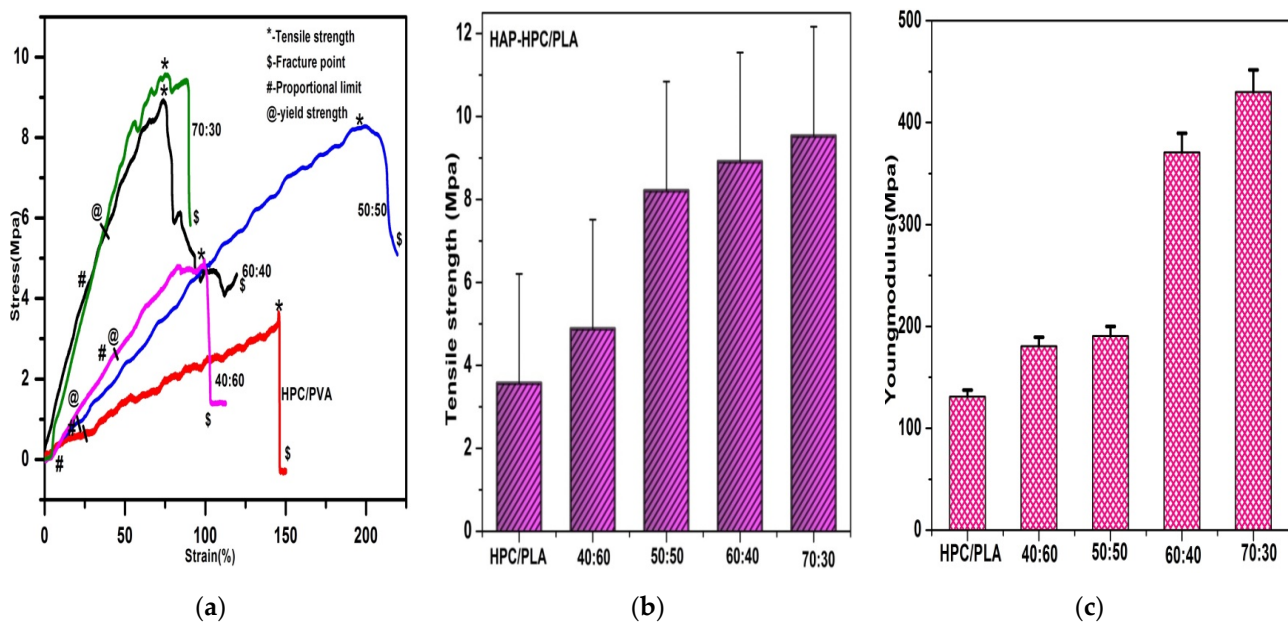 *-Tensile strength
$-Fracture point
#-Proportional limit
@-yield strength
10
8
6
4
2
0
Stress(Mpa)
0 50 100 150 200
Strain(%)
*
*
70:30
$
@
#
*
50:50
$
*
60:40
$
@
#
*
40:60
$
HPC/PVA
$
@
#
#
(a)
HAP-HPC/PLA
12
10
8
6
4
2
0
Tensile strength (Mpa)
HPC/PLA 40:60 50:50 60:40 70:30
(b)
500
400
300
200
100
0
Youngmodulus(Mpa)
HPC/PLA 40:60 50:50 60:40 70:30
(c)